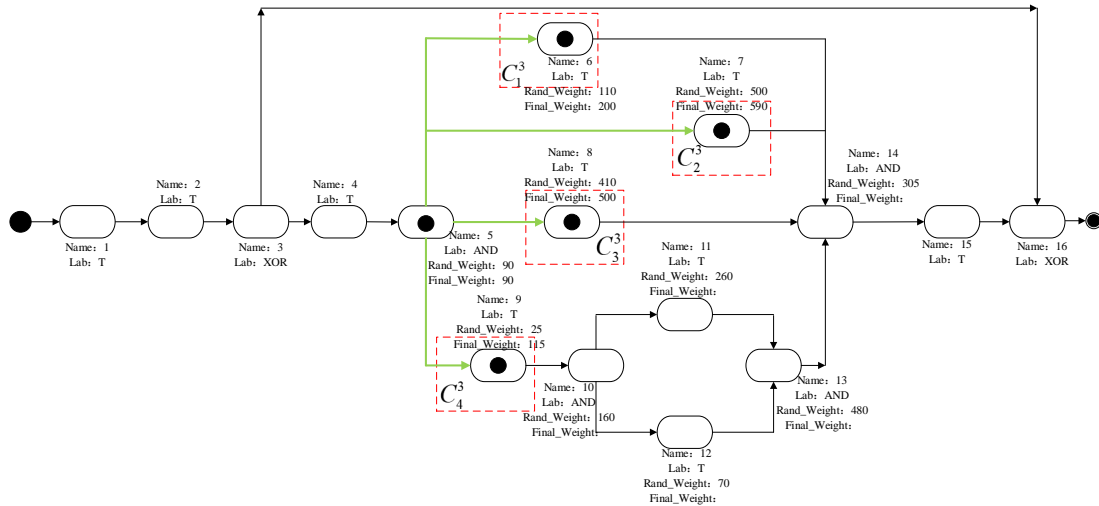 Name：6
Lab：T
Rand_Weight：110
Final_Weight：200
C_1^3
Name：7
Lab：T
Rand_Weight：500
Final_Weight：590
C_2^3
Name：8
Lab：T
Rand_Weight：410
Final_Weight：500
C_3^3
Name：14
Lab：AND
Rand_Weight：305
Final_Weight：
Name：2
Lab：T
Name：4
Lab：T
Name：1
Lab：T
Name：3
Lab：XOR
Name：5
Lab：AND
Rand_Weight：90
Final_Weight：90
Name：15
Lab：T
Name：16
Lab：XOR
Name：11
Lab：T
Rand_Weight：260
Final_Weight：
Name：9
Lab：T
Rand_Weight：25
Final_Weight：115
C_4^3
Name：10
Lab：AND
Rand_Weight：160
Final_Weight：
Name：13
Lab：AND
Rand_Weight：480
Final_Weight：
Name：12
Lab：T
Rand_Weight：70
Final_Weight：